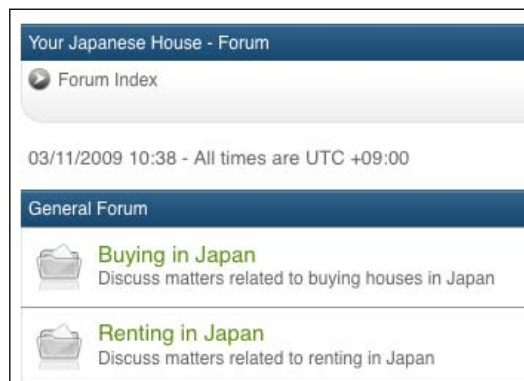 Your Japanese House - Forum
Forum Index
03/11/2009 10:38 - All times are UTC +09:00
General Forum
Buying in Japan
Discuss matters related to buying houses in Japan
Renting in Japan
Discuss matters related to renting in Japan